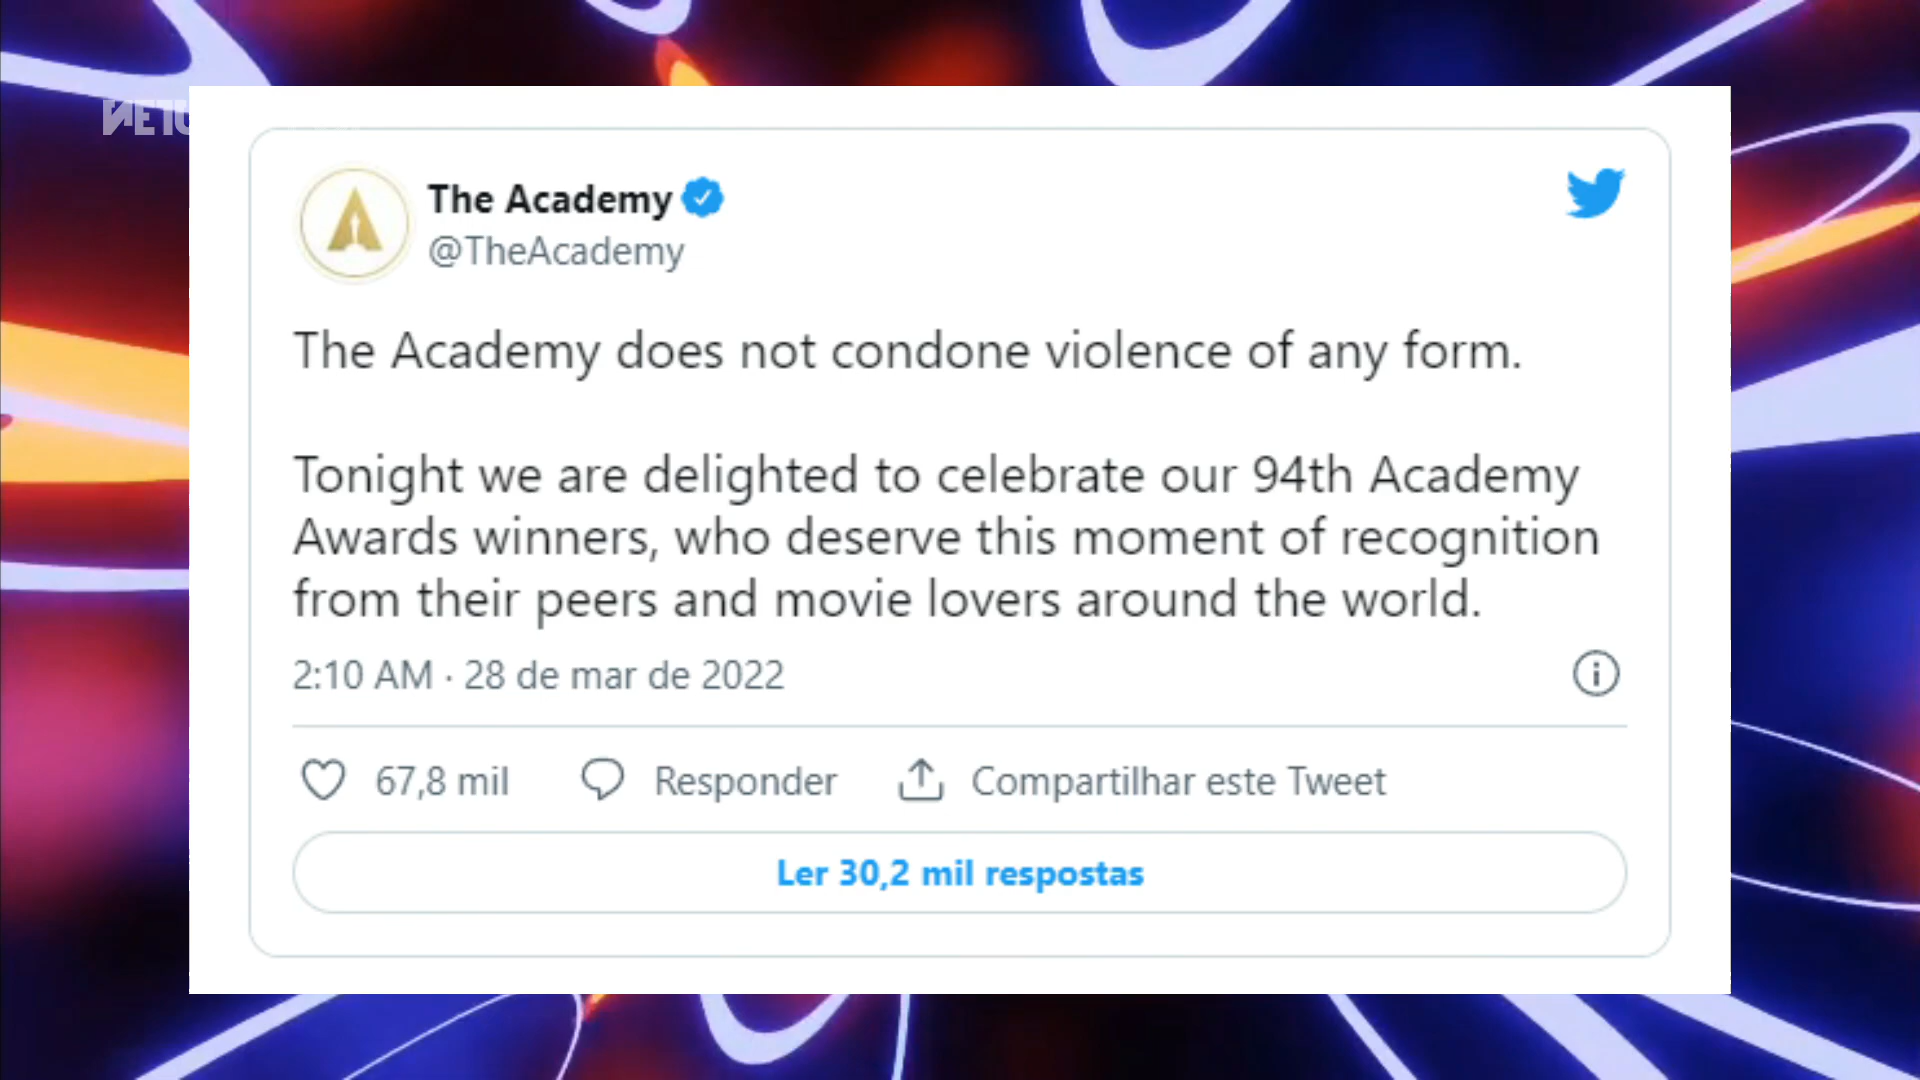 The Academy
@TheAcademy
The Academy does not condone violence of any form.
Tonight we are delighted to celebrate our 94th Academy
Awards winners, who deserve this moment of recognition
from their peers and movie lovers around the world.
2:10 AM · 28 de mar de 2022
67,8 mil Responder Compartilhar este Tweet
Ler 30,2 mil respostas